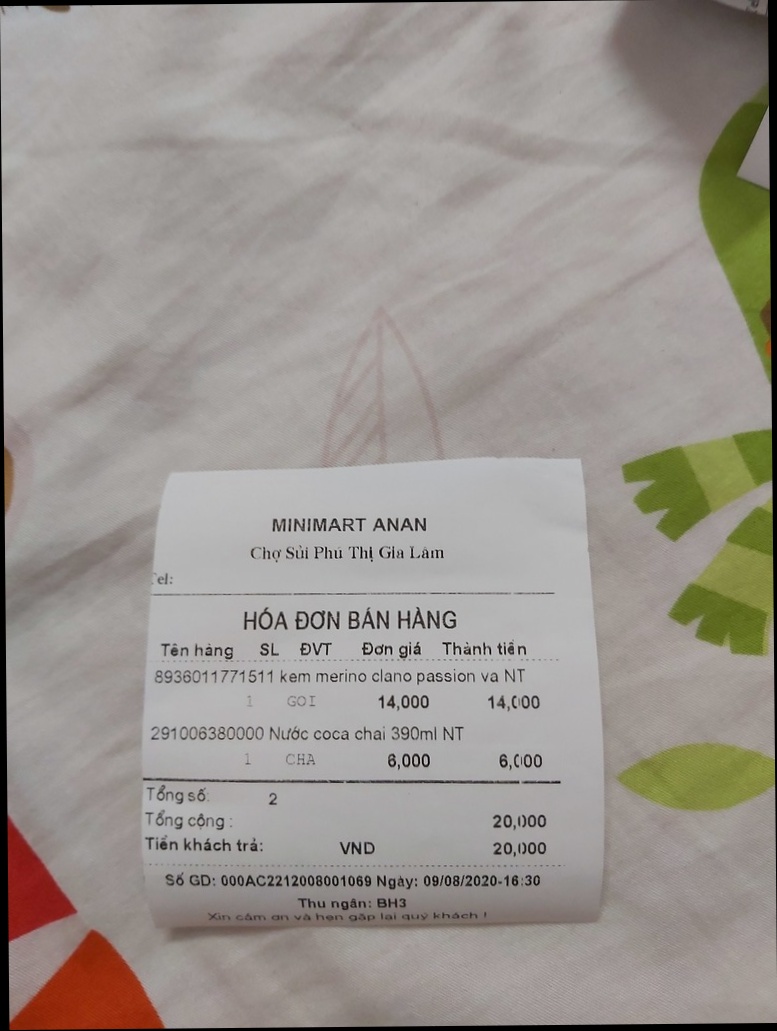 MINIMART ANAN
Chợ Sủi Phú Thị Gia Lâm
Tel:
HÓA ĐƠN BÁN HÀNG
Tên hàng SL ĐVT Đơn giá Thành tiền
8936011771511 kem merino clano passion va NT
1 GOI 14,000 14,000
291006380000 Nước coca chai 390ml NT
1 CHA 6,000 6,000
Tổng số: 2
Tổng cộng : 20,000
Tiền khách trả: VND 20,000
Số GD: 000AC2212008001069 Ngày: 09/08/2020-16:30
Thu ngân: BH3
Xin cảm ơn và hẹn gặp lại quý khách !